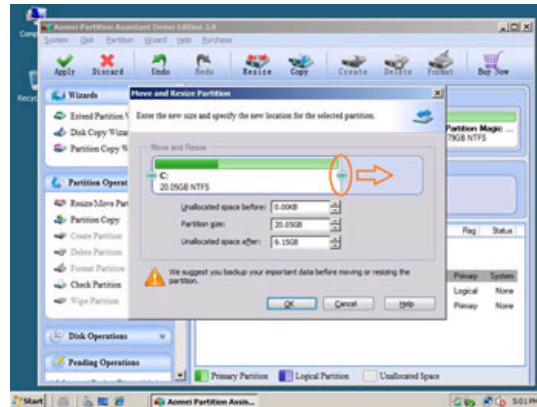 Aomei Partition Assistant Demo Edition 3.0
System Disk Partition Wizard Help Purchase
Apply Discard Undo Redo Resize Copy Create Delete Format Buy Now
Wizards
Extend Partition
Disk Copy
Partition Copy
Move and Resize Partition
Enter the new size and specify the new location for the selected partition.
Move and Resize
C:
20.05GB NTFS
Unallocated space before: 0.00KB
Partition size: 20.05GB
Unallocated space after: 9.15GB
We suggest you backup your important data before moving or resizing the
partition.
OK Cancel Help
Partition Magic ...
NTFS
Flag Status
Primary System
Logical None
Primary None
Partition Operat
Resize/Move Part
Partition Copy
Create Partition
Delete Partition
Format Partition
Check Partition
Wipe Partition
Disk Operations
Pending Operations
Primary Partition Logical Partition Unallocated Space
Start Aomei Partition Assis... 5:01 PM